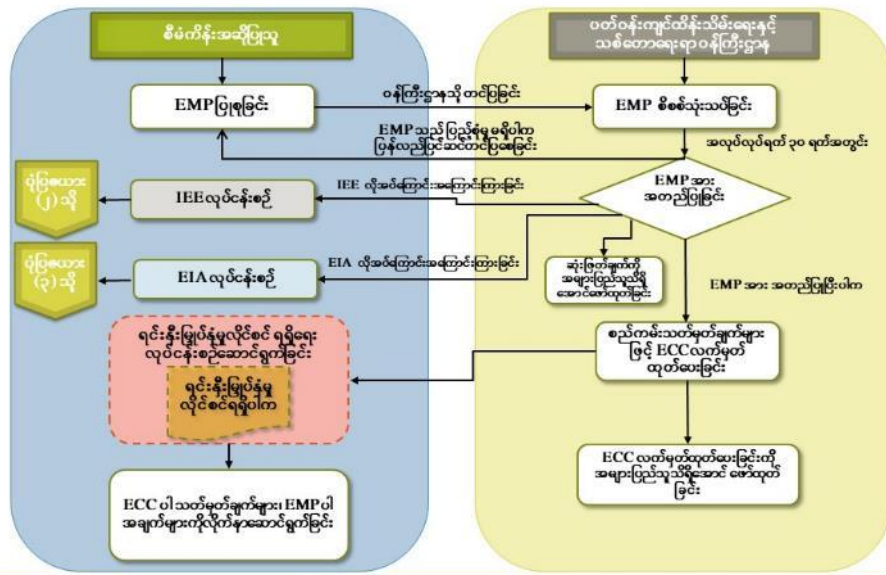 စီမံကိန်းအဆိုပြုသူ
ပတ်ဝန်းကျင်ထိန်းသိမ်းရေးနှင့်
သစ်တောရေးရာ ဝန်ကြီးဌာန
EMP ပြုစုခြင်း
ဝန်ကြီးဌာနသို့ တင်ပြခြင်း
EMP စိစစ်သုံးသပ်ခြင်း
EMP သည် ပြည့်စုံမှု မရှိပါက
ပြန်လည်ပြင်ဆင်တင်ပြစေခြင်း
အလုပ်လုပ်ရက် ၃၀ ရက်အတွင်း
ပုံပြဇယား
(၂) သို့
IEE လုပ်ငန်းစဉ်
IEE လိုအပ်ကြောင်းအကြောင်းကြားခြင်း
EMP အား
အတည်ပြုခြင်း
ပုံပြဇယား
(၃) သို့
EIA လုပ်ငန်းစဉ်
EIA လိုအပ်ကြောင်းအကြောင်းကြားခြင်း
ဆုံးဖြတ်ချက်ကို
အများပြည်သူသိရှိ
အောင်ဖော်ထုတ်ခြင်း
EMP အား အတည်ပြုပြီးပါက
ရင်းနှီးမြှုပ်နှံမှုလိုင်စင် ရရှိရေး
လုပ်ငန်းစဉ်ဆောင်ရွက်ခြင်း
ရင်းနှီးမြှုပ်နှံမှု
လိုင်စင်ရရှိပါက
စည်ကမ်းသတ်မှတ်ချက်များ
ဖြင့် ECC လက်မှတ်
ထုတ်ပေးခြင်း
ECC ပါ သတ်မှတ်ချက်များ၊ EMP ပါ
အချက်များကိုလိုက်နာဆောင်ရွက်ခြင်း
ECC လက်မှတ်ထုတ်ပေးခြင်းကို
အများပြည်သူသိရှိအောင် ဖော်ထုတ်
ခြင်း